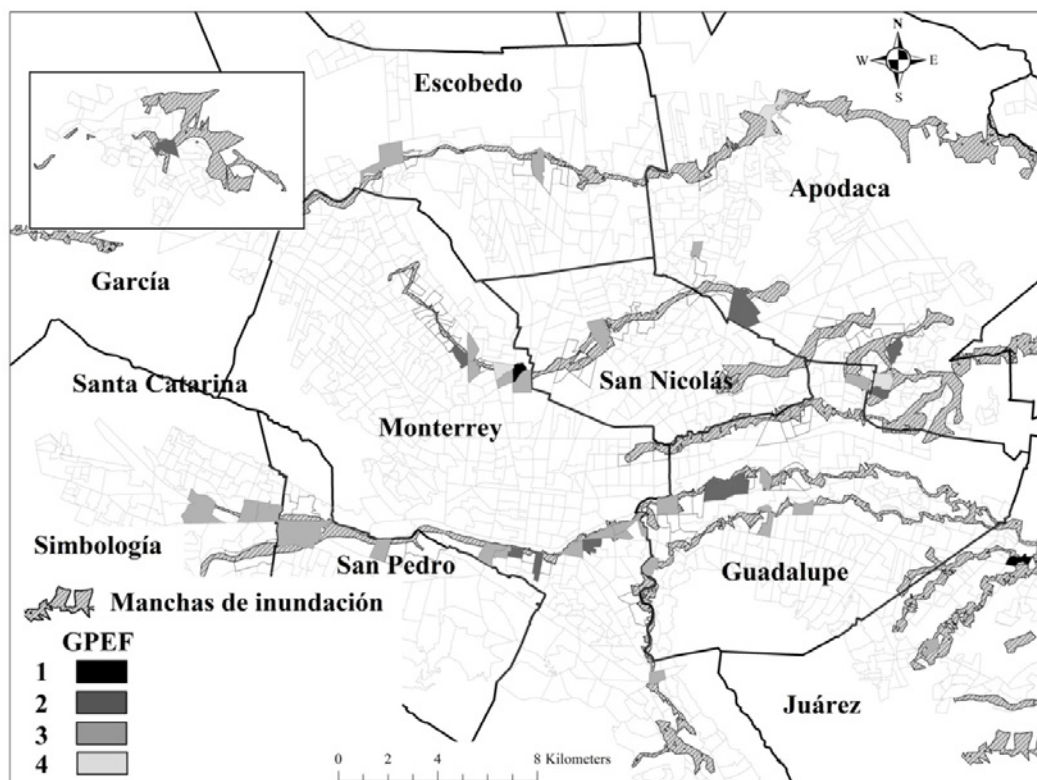 N
W E
S
Escobedo
Apodaca
García
Santa Catarina
San Nicolás
Monterrey
Simbología
San Pedro
Guadalupe
Manchas de inundación
GPEF
1
2
3
4
Juárez
0 2 4 8 Kilometers